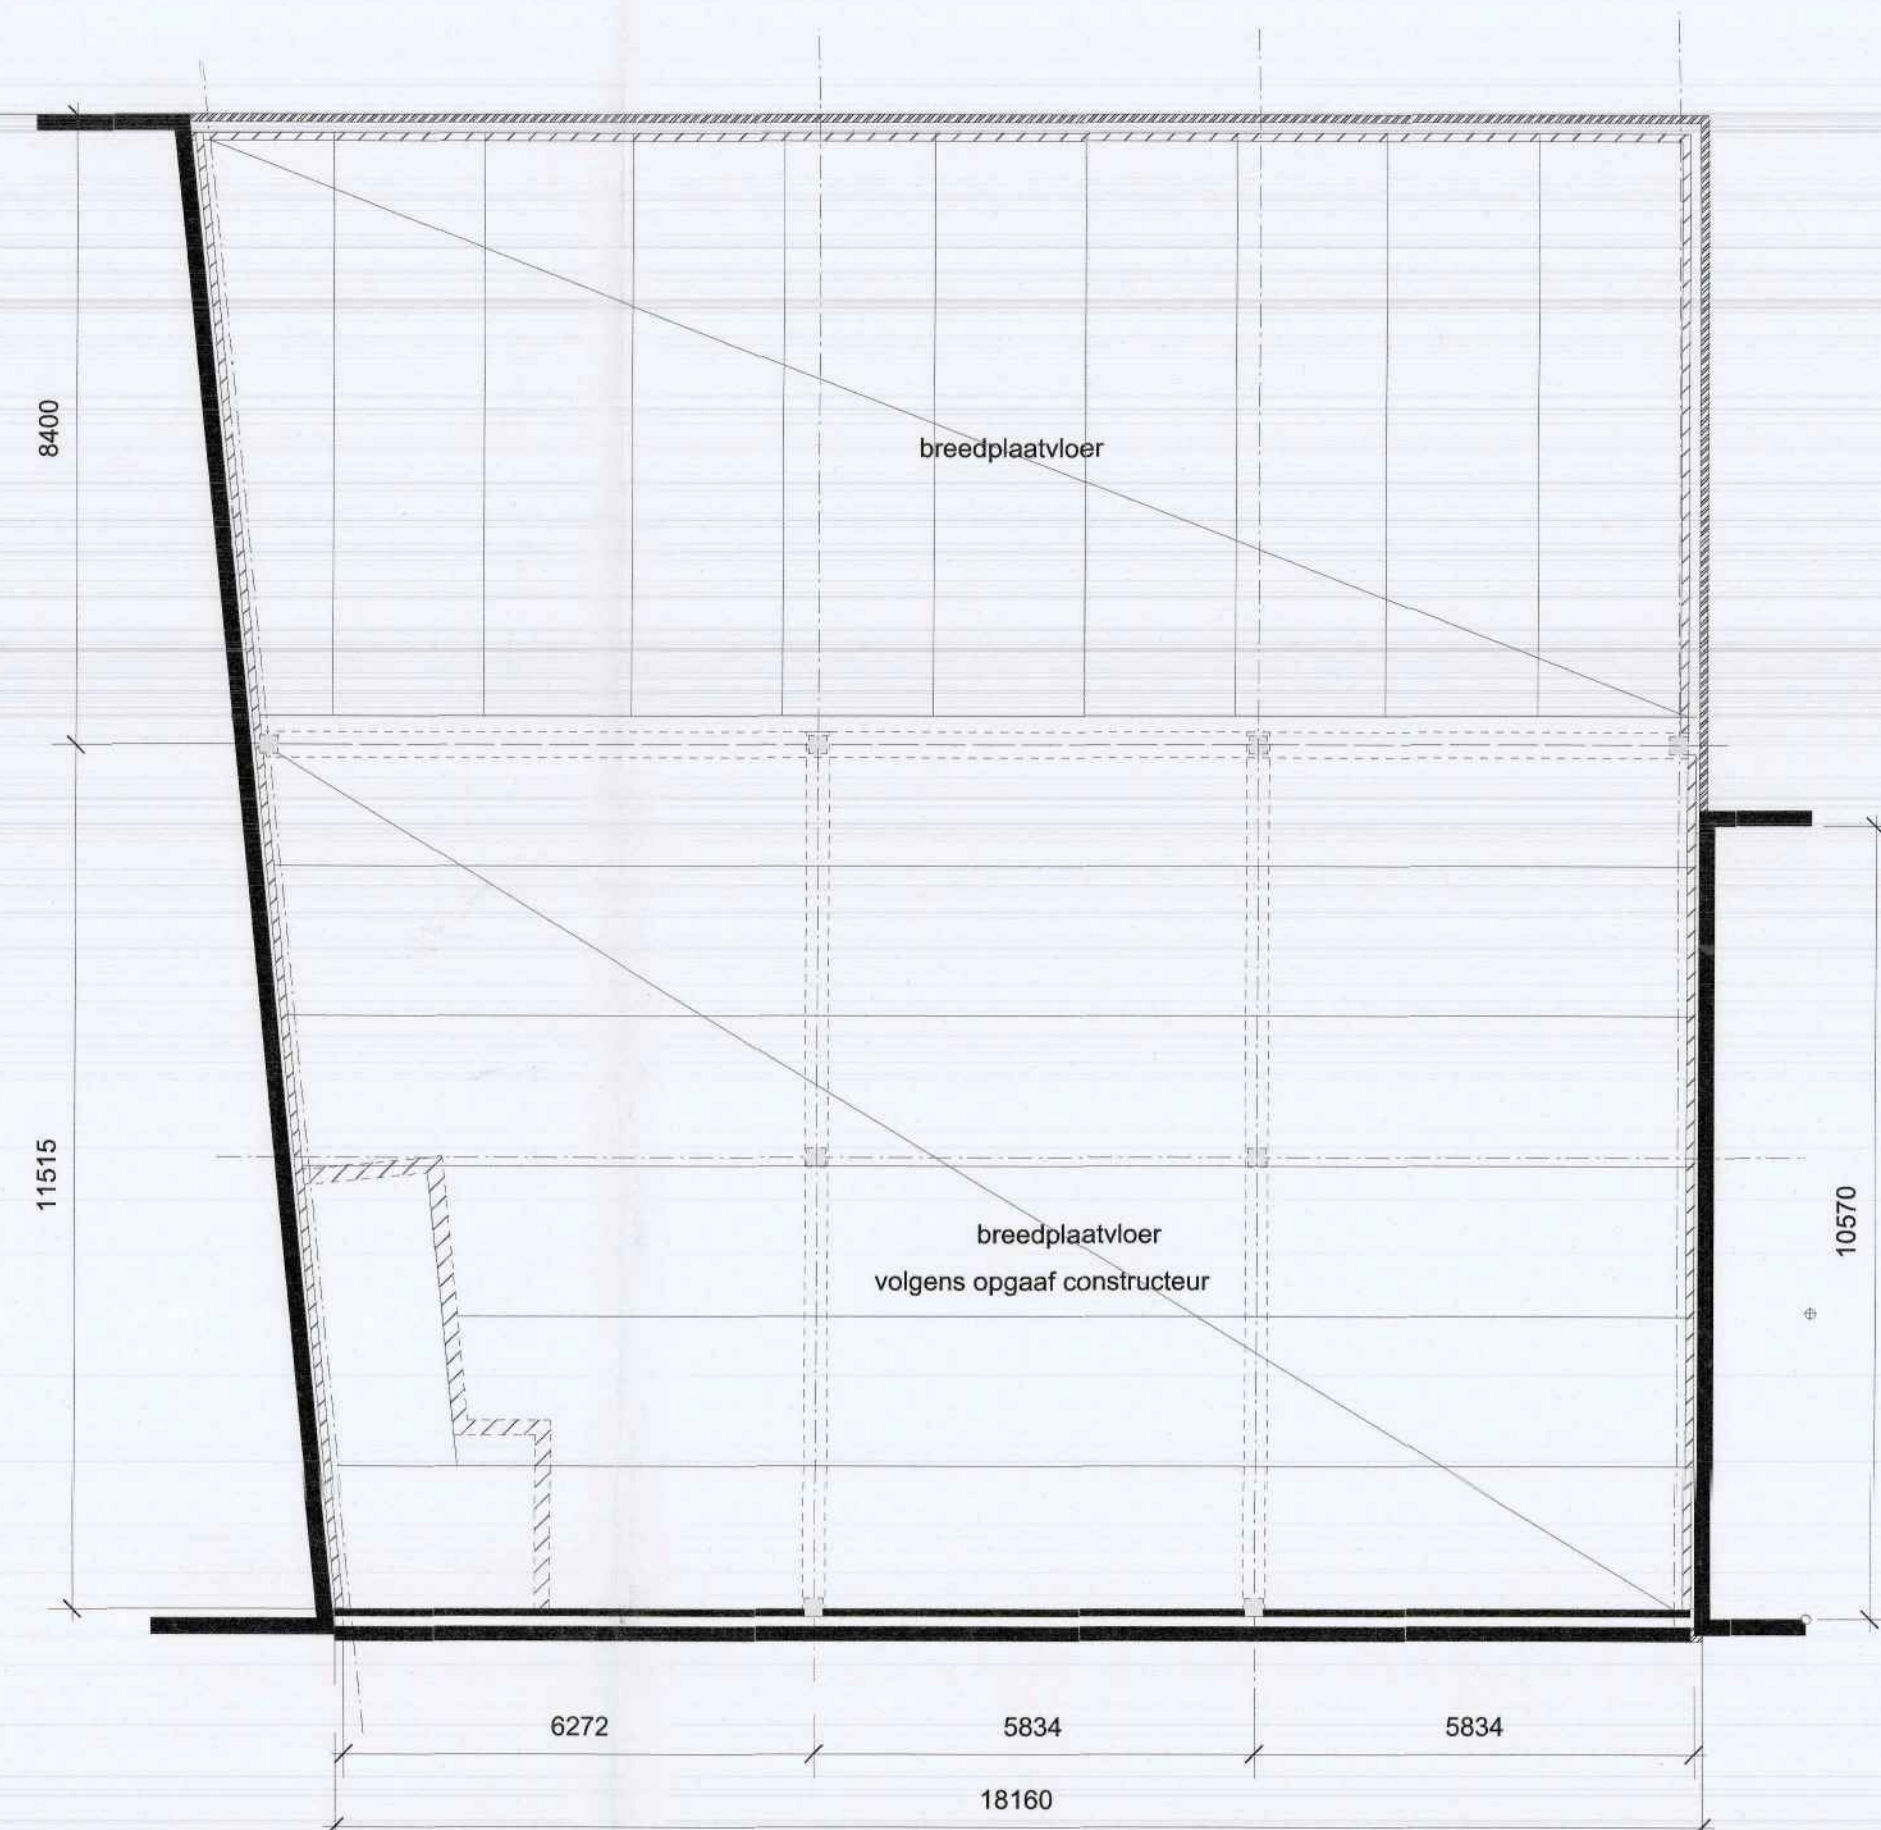 8400
breedplaatvloer
11515
breedplaatvloer
volgens opgaaf constructeur
10570
6272
5834
5834
18160